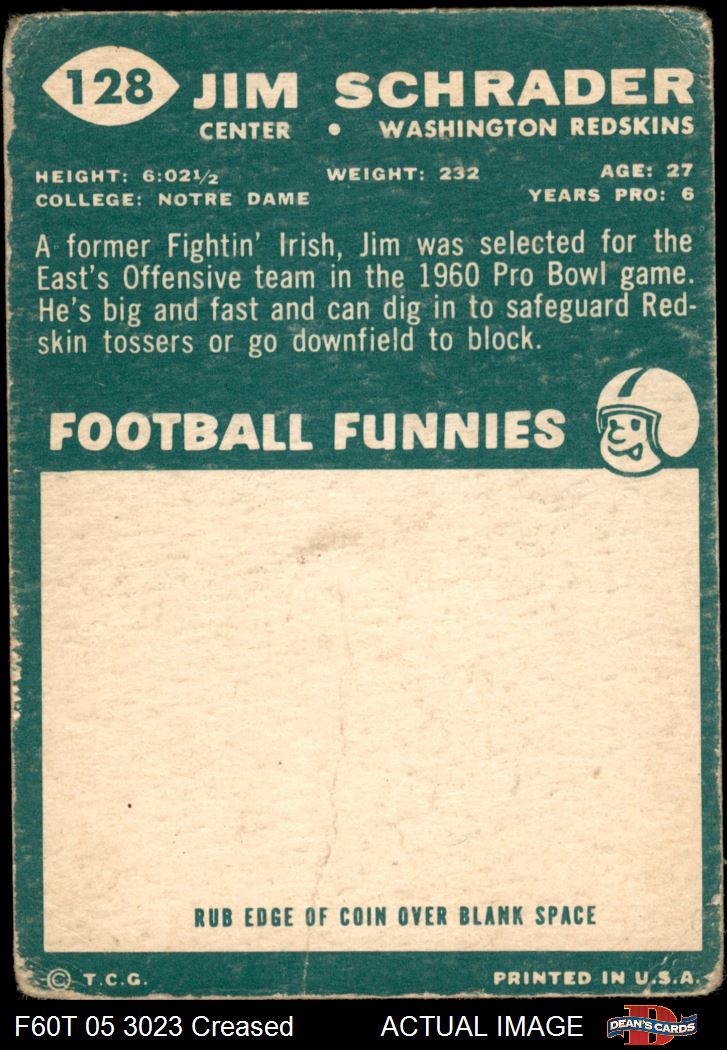 128
JIM SCHRADER
CENTER • WASHINGTON REDSKINS
HEIGHT: 6:02½ WEIGHT: 232 AGE: 27
COLLEGE: NOTRE DAME YEARS PRO: 6
A former Fightin' Irish, Jim was selected for the
East's Offensive team in the 1960 Pro Bowl game.
He's big and fast and can dig in to safeguard Red-
skin tossers or go downfield to block.
FOOTBALL FUNNIES
RUB EDGE OF COIN OVER BLANK SPACE
© T.C.G. PRINTED IN U.S.A.
F60T 05 3023 Creased ACTUAL IMAGE
D
DEAN'S CARDS